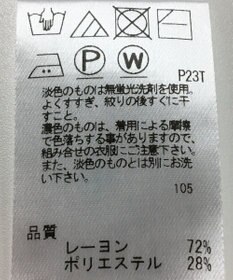 P
W
P23T
淡色のものは無蛍光洗剤を使用。
よくすすぎ、絞りの後すぐに干
すこと。
濃色のものは、着用による摩擦
で色落ちする事がありますので、
組み合せの衣服にご注意下さい。
また、淡色のものとは別にお洗
い下さい。
105
品質
レーヨン 72%
ポリエステル 28%